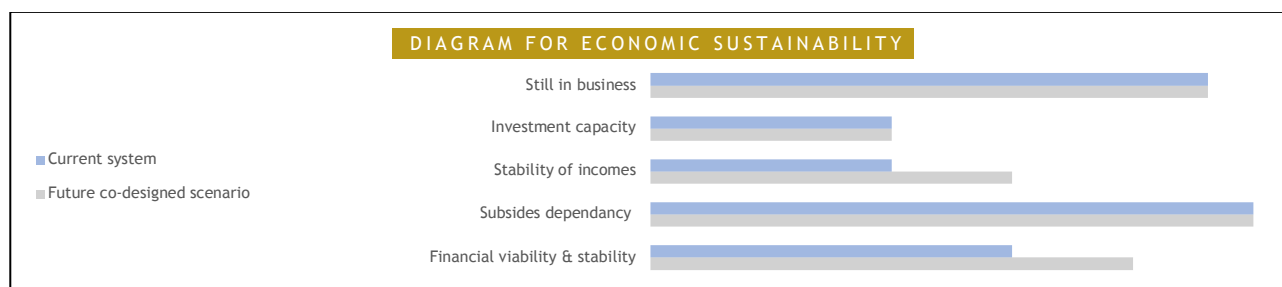 DIAGRAM FOR ECONOMIC SUSTAINABILITY
Still in business
Investment capacity
Current system
Stability of incomes
Future co-designed scenario
Subsides dependancy
Financial viability & stability